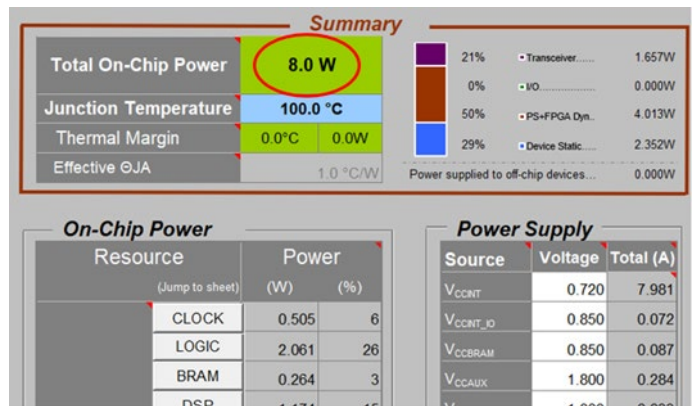 Summary
Total On-Chip Power 8.0 W
Junction Temperature 100.0 °C
Thermal Margin 0.0°C 0.0W
Effective ΘJA 1.0 °C/W
21% Transceiver...... 1.657W
0% I/O.................. 0.000W
50% PS+FPGA Dyn.. 4.013W
29% Device Static..... 2.352W
Power supplied to off-chip devices... 0.000W
On-Chip Power
Resource Power
(Jump to sheet) (W) (%)
CLOCK 0.505 6
LOGIC 2.061 26
BRAM 0.264 3
DSP
Power Supply
Source Voltage Total (A)
VCCINT 0.720 7.981
VCCINT_IO 0.850 0.072
VCCBRAM 0.850 0.087
VCCAUX 1.800 0.284